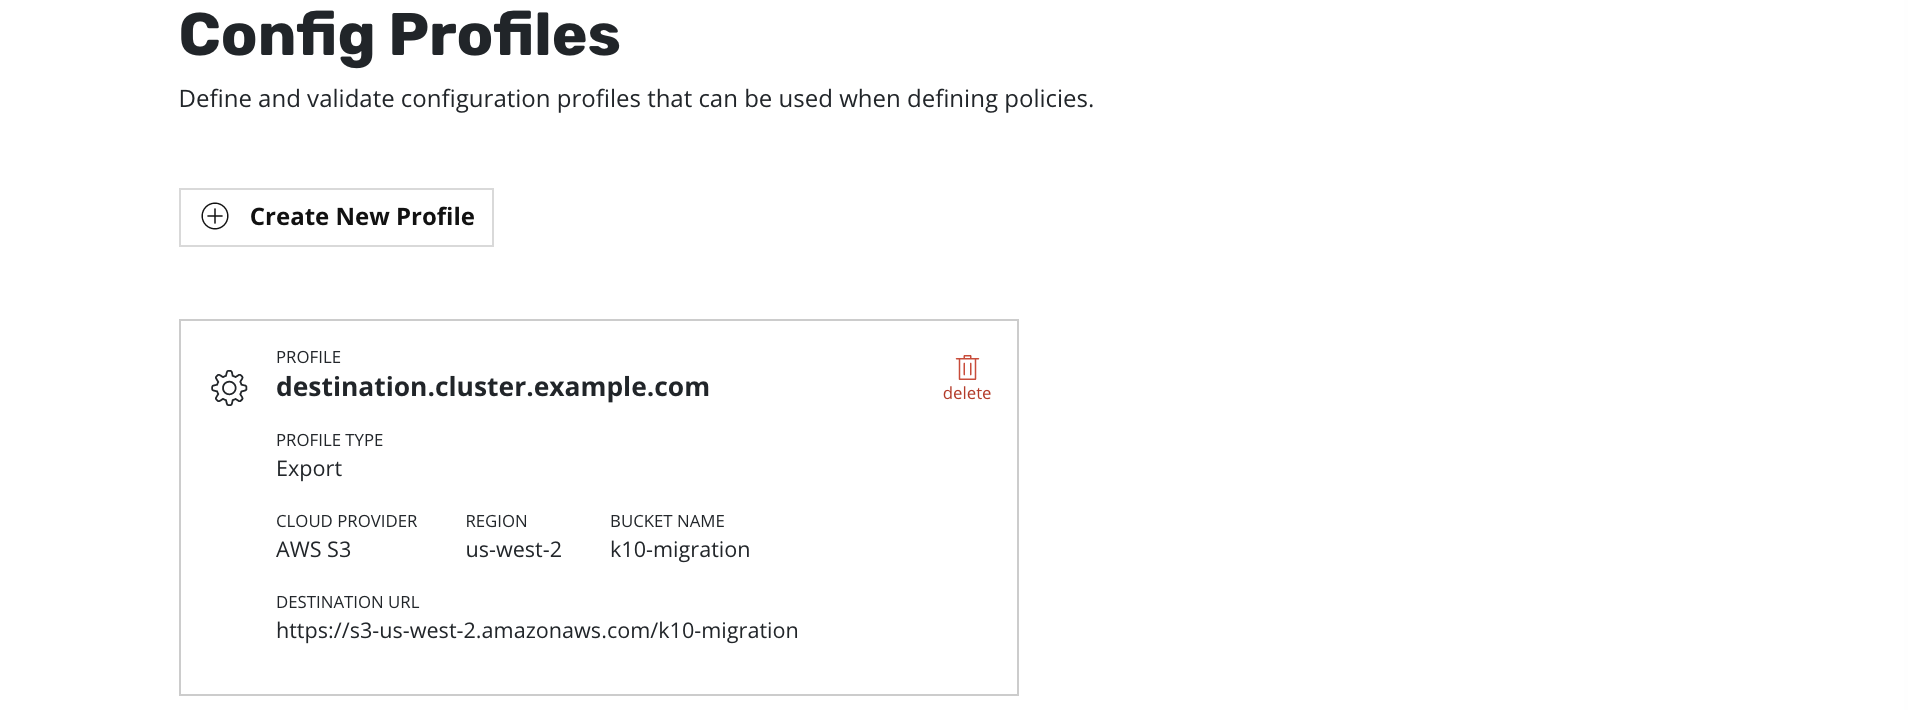 Config Profiles
Define and validate configuration profiles that can be used when defining policies.
Create New Profile
PROFILE
destination.cluster.example.com
delete
PROFILE TYPE
Export
CLOUD PROVIDER REGION BUCKET NAME
AWS S3 us-west-2 k10-migration
DESTINATION URL
https://s3-us-west-2.amazonaws.com/k10-migration